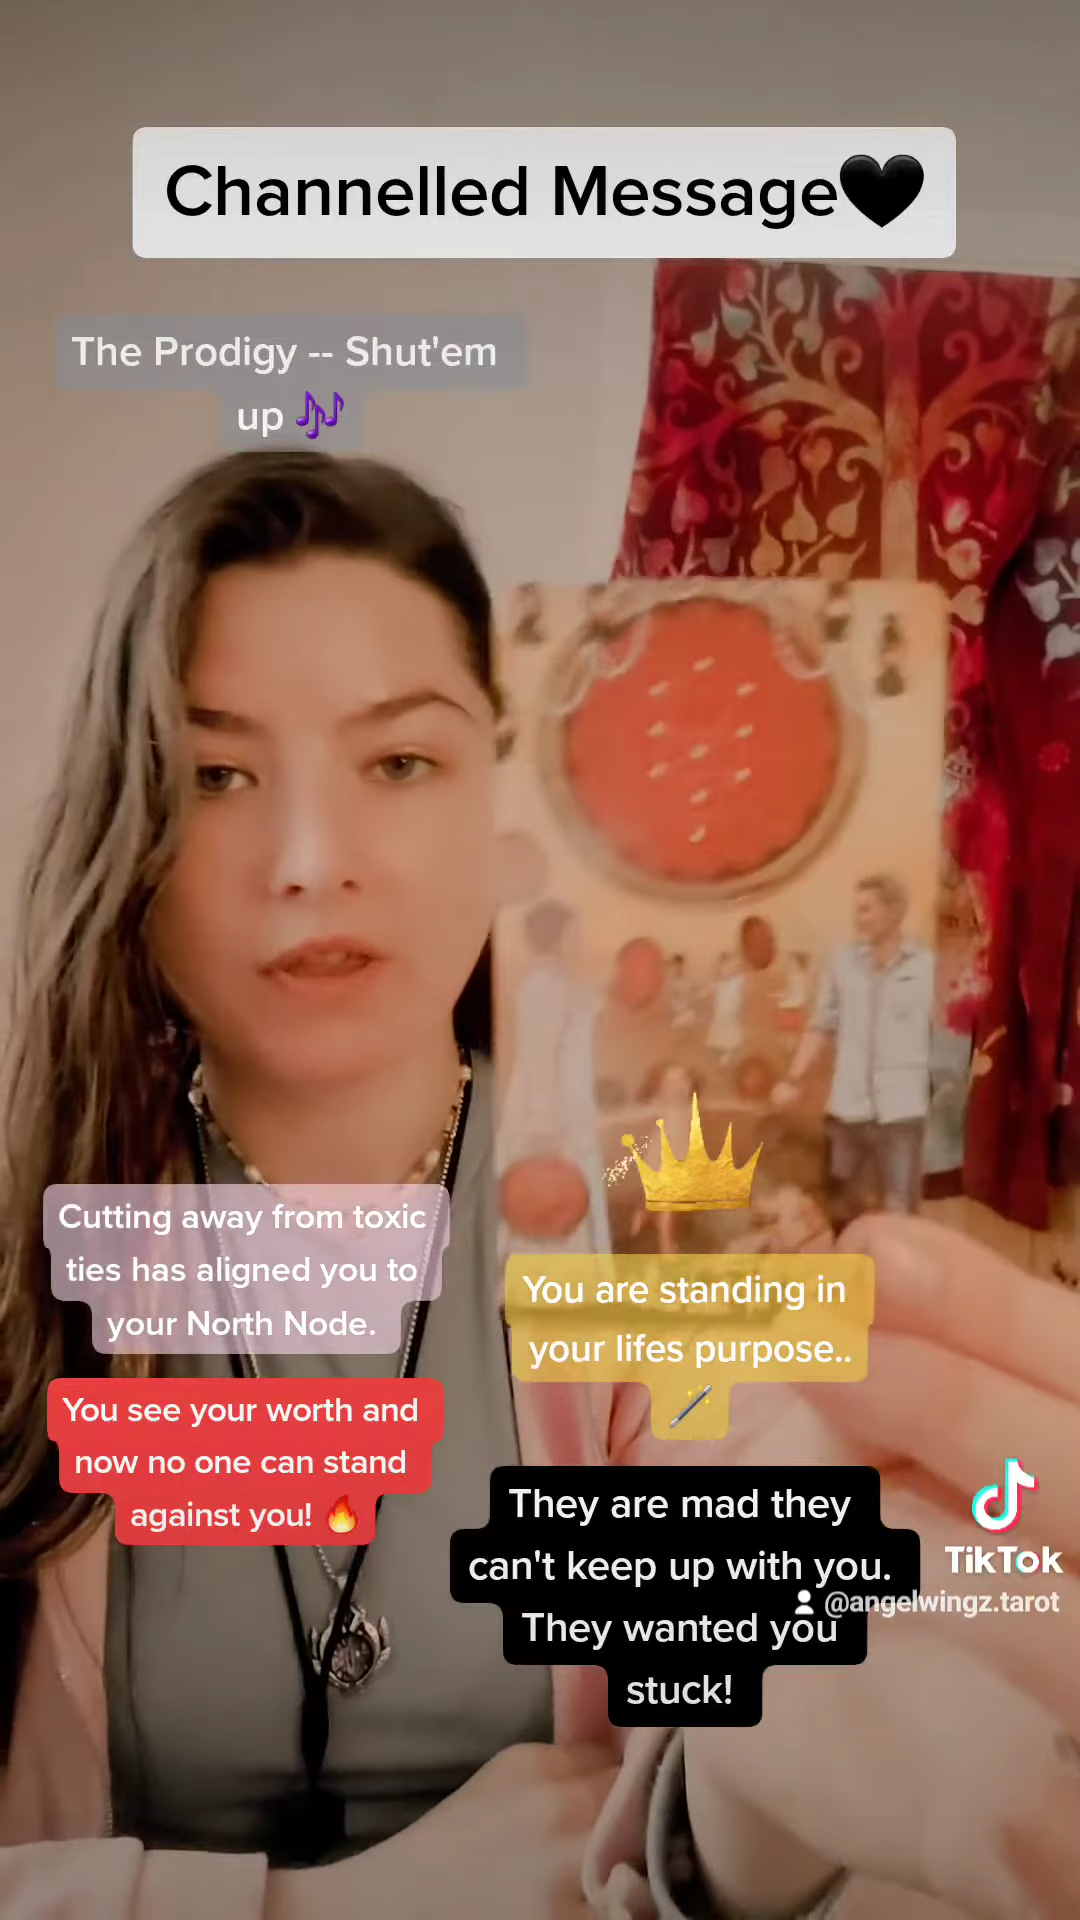 Channelled Message🖤
The Prodigy -- Shut'em
up 🎶
Cutting away from toxic
ties has aligned you to
your North Node.
You are standing in
your lifes purpose..
🪄
You see your worth and
now no one can stand
against you! 🔥
They are mad they
can't keep up with you.
They wanted you
stuck!
TikTok
@angelwingz.tarot